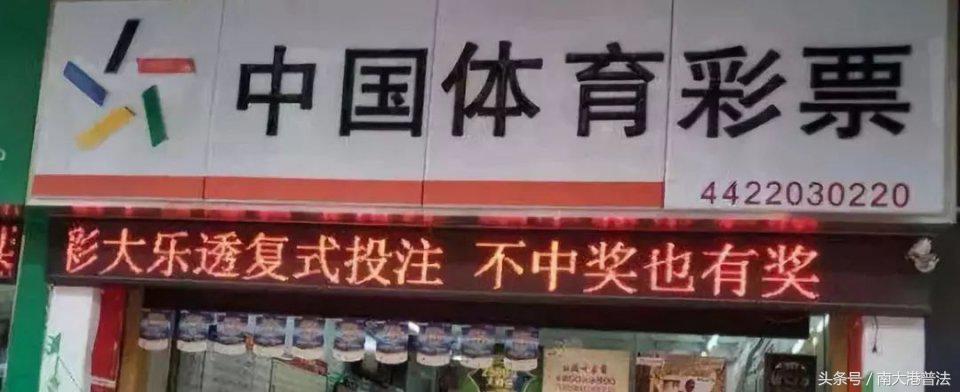 中国体育彩票
4422030220
彩大乐透复式投注 不中奖也有奖
头条号 / 南大港普法